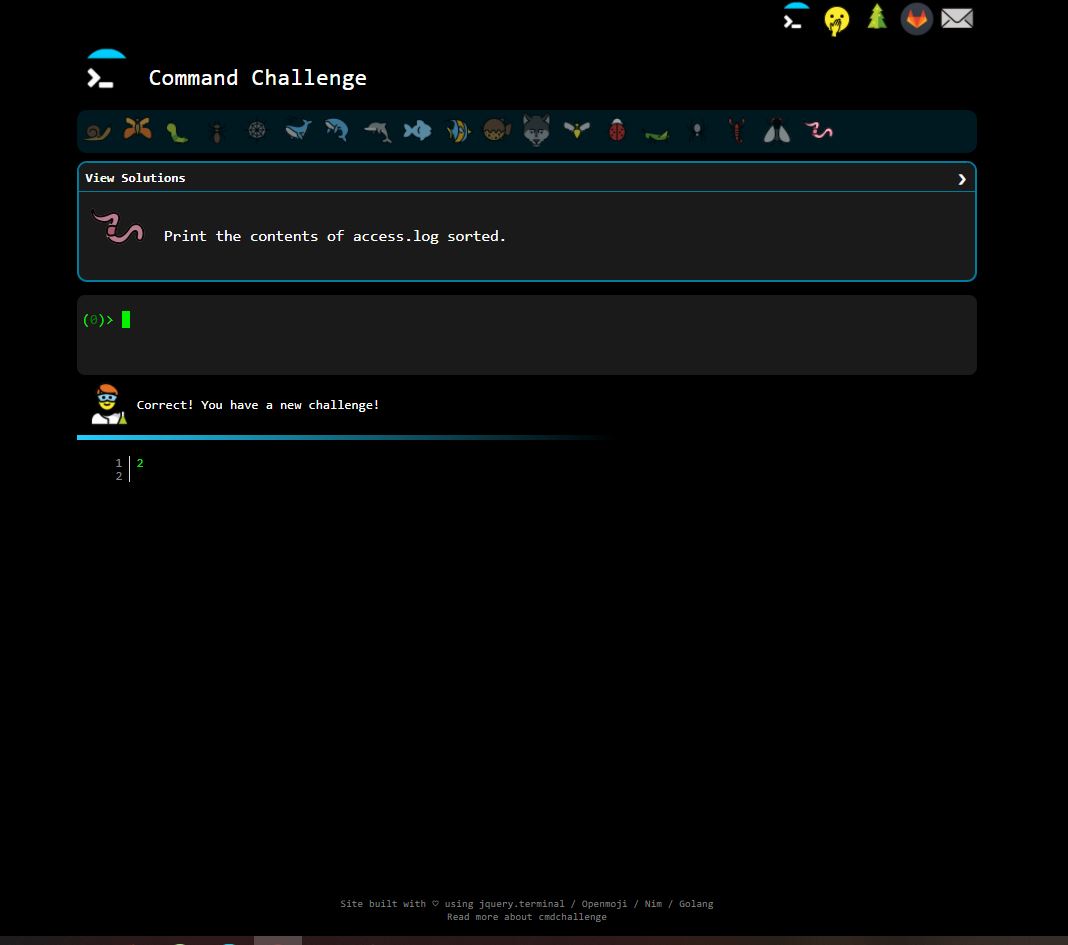 Command Challenge
View Solutions
Print the contents of access.log sorted.
(0)>
Correct! You have a new challenge!
1 2
2
Site built with ♡ using jquery.terminal / Openmoji / Nim / Golang
Read more about cmdchallenge